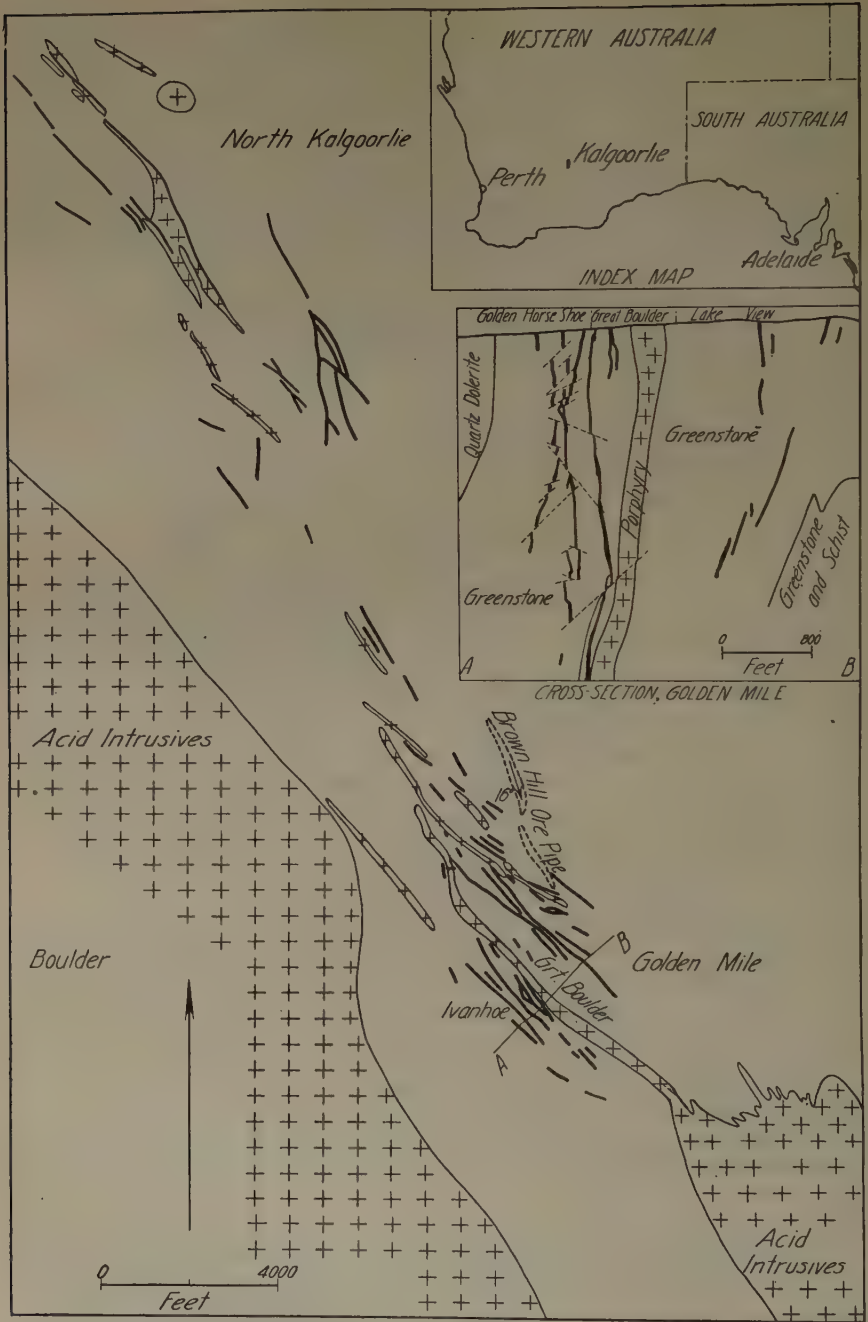 North Kalgoorlie
WESTERN AUSTRALIA
SOUTH AUSTRALIA
Kalgoorlie
Perth
Adelaide
INDEX MAP
Golden Horse Shoe Great Boulder Lake View
Quartz Dolerite
Greenstone
Porphyry
Greenstone
and Schist
Greenstone
0 800
Feet
A B
CROSS-SECTION, GOLDEN MILE
Acid Intrusives
Brown Hill Ore Pipe
16°
Boulder
B
Golden Mile
Grt. Boulder
Ivanhoe
A
Acid
Intrusives
0 4000
Feet